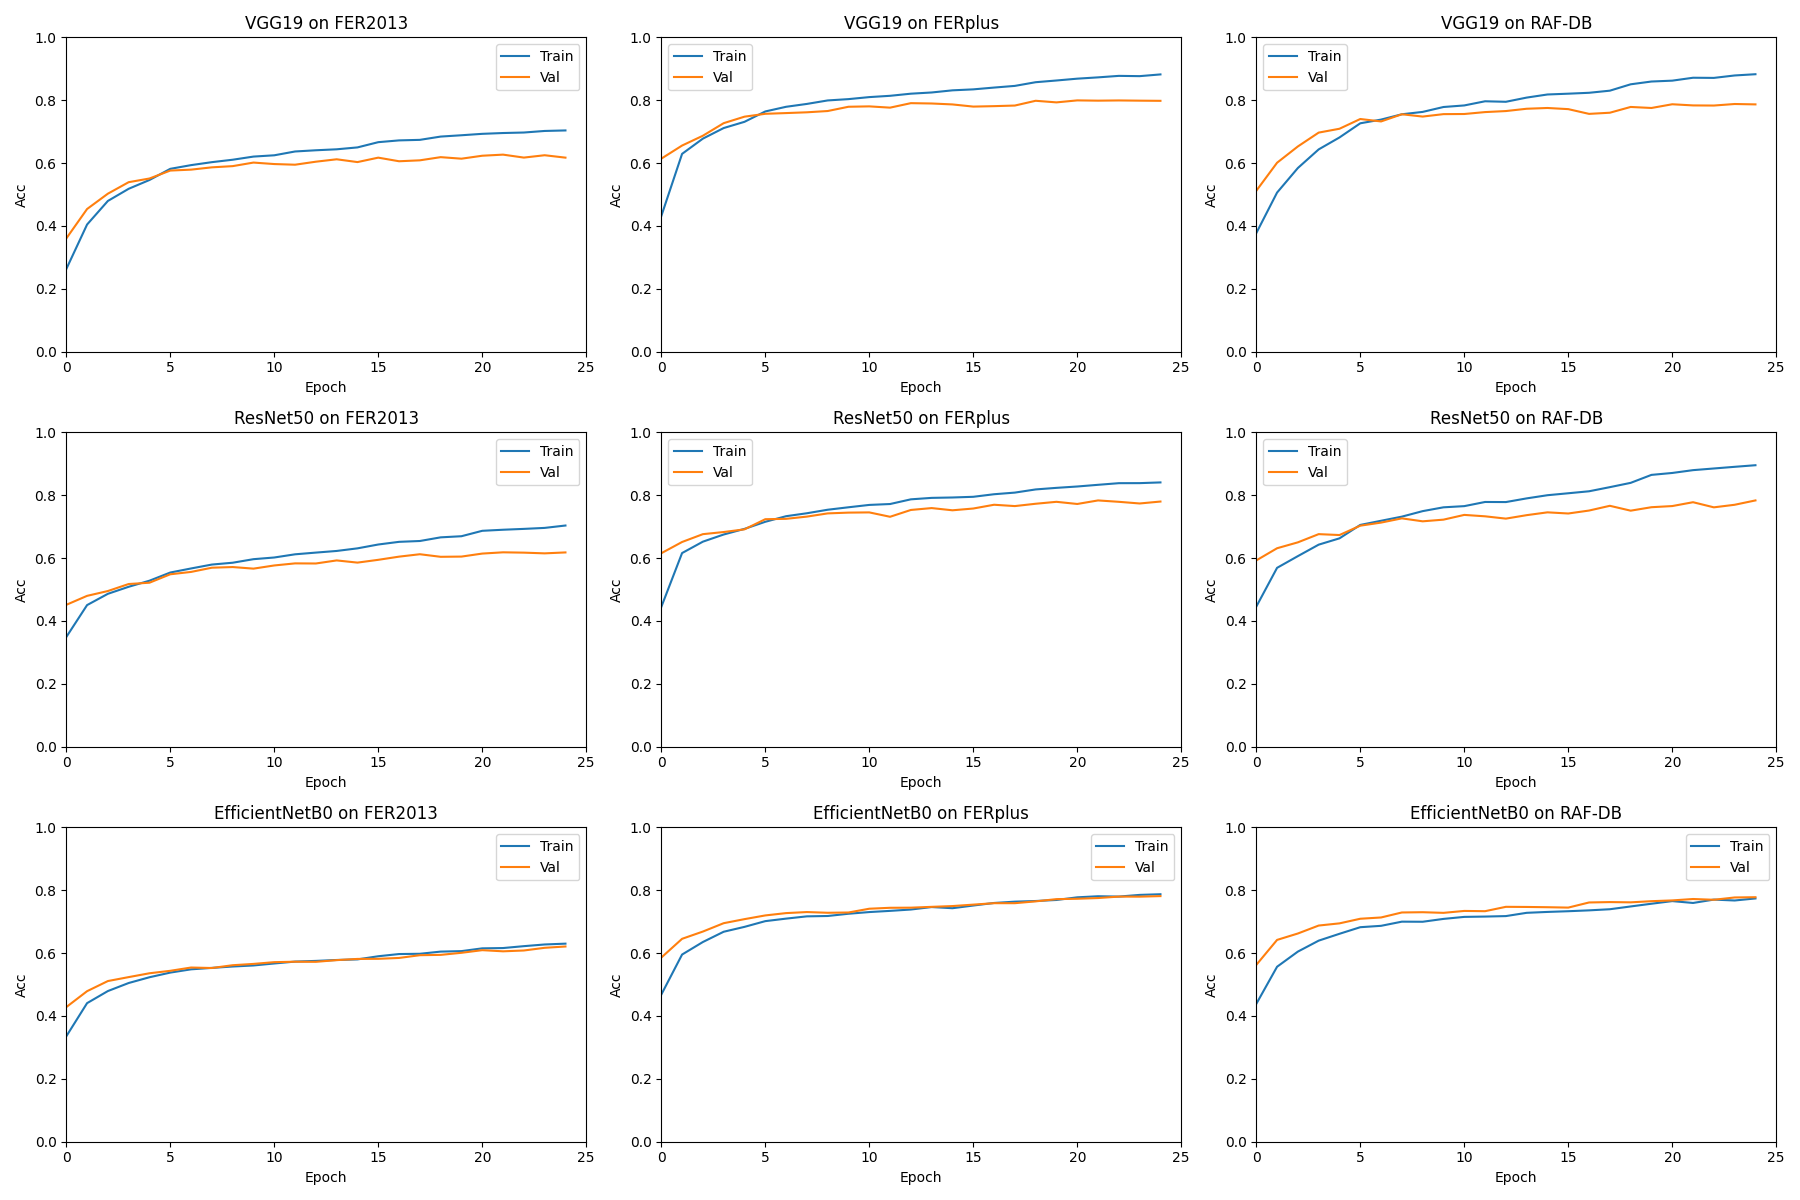 VGG19 on FER2013
1.0
0.8
0.6
0.4
0.2
0.0
Acc
0 5 10 15 20 25
Epoch
Train
Val
VGG19 on FERplus
1.0
0.8
0.6
0.4
0.2
0.0
Acc
0 5 10 15 20 25
Epoch
Train
Val
VGG19 on RAF-DB
1.0
0.8
0.6
0.4
0.2
0.0
Acc
0 5 10 15 20 25
Epoch
Train
Val
ResNet50 on FER2013
1.0
0.8
0.6
0.4
0.2
0.0
Acc
0 5 10 15 20 25
Epoch
Train
Val
ResNet50 on FERplus
1.0
0.8
0.6
0.4
0.2
0.0
Acc
0 5 10 15 20 25
Epoch
Train
Val
ResNet50 on RAF-DB
1.0
0.8
0.6
0.4
0.2
0.0
Acc
0 5 10 15 20 25
Epoch
Train
Val
EfficientNetB0 on FER2013
1.0
0.8
0.6
0.4
0.2
0.0
Acc
0 5 10 15 20 25
Epoch
Train
Val
EfficientNetB0 on FERplus
1.0
0.8
0.6
0.4
0.2
0.0
Acc
0 5 10 15 20 25
Epoch
Train
Val
EfficientNetB0 on RAF-DB
1.0
0.8
0.6
0.4
0.2
0.0
Acc
0 5 10 15 20 25
Epoch
Train
Val